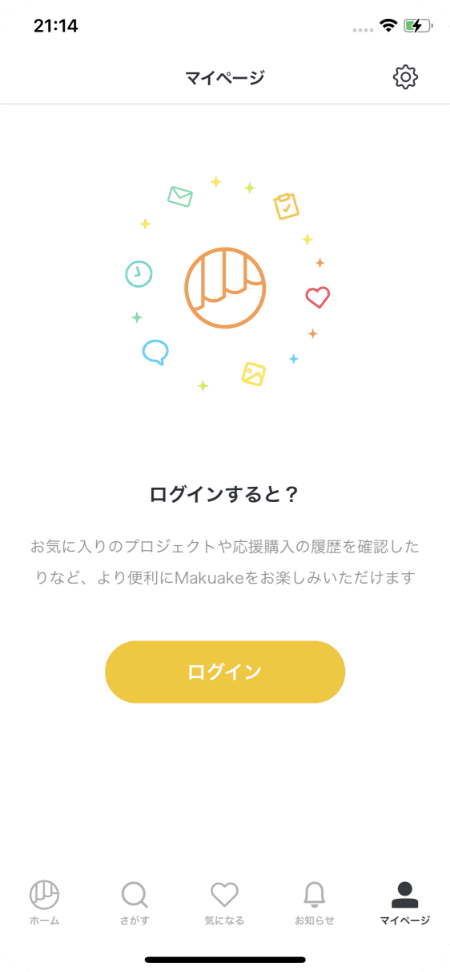 21:14
マイページ
ログインすると？
お気に入りのプロジェクトや応援購入の履歴を確認した
りなど、より便利にMakuakeをお楽しみいただけます
ログイン
ホーム
さがす
気になる
お知らせ
マイページ